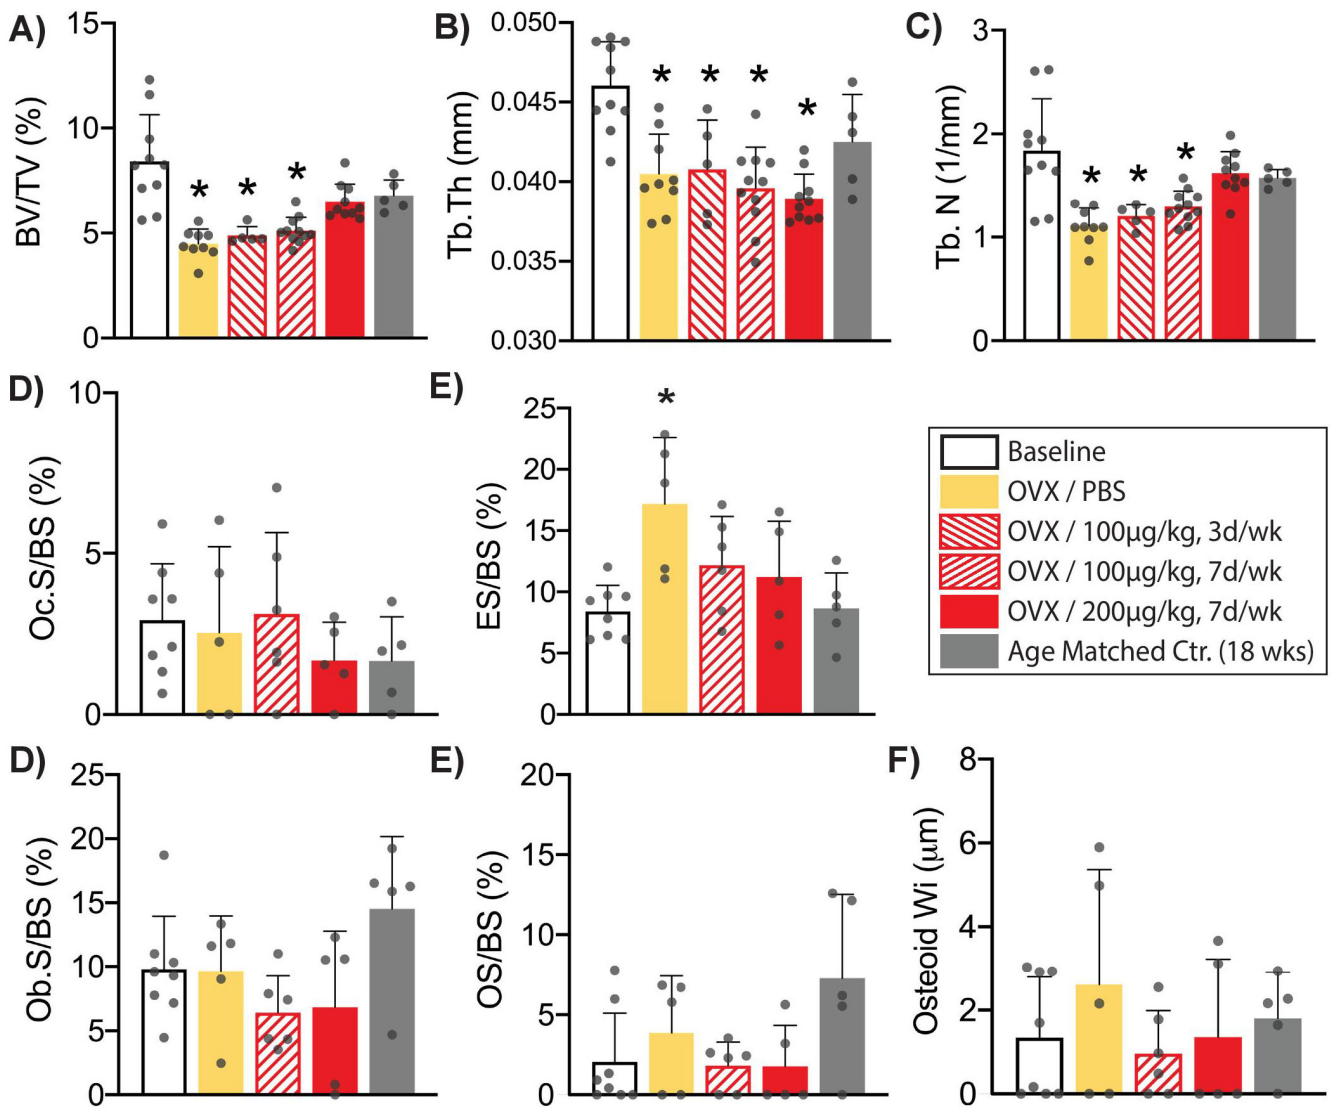 A)
BV/TV (%)
15
10
5
0
*
*
*
B)
Tb.Th (mm)
0.050
0.045
0.040
0.035
0.030
*
*
*
*
C)
Tb. N (1/mm)
3
2
1
0
*
*
*
D)
Oc.S/BS (%)
10
5
0
E)
ES/BS (%)
25
20
15
10
5
0
*
Baseline
OVX / PBS
OVX / 100µg/kg, 3d/wk
OVX / 100µg/kg, 7d/wk
OVX / 200µg/kg, 7d/wk
Age Matched Ctr. (18 wks)
D)
Ob.S/BS (%)
25
20
15
10
5
0
E)
OS/BS (%)
20
15
10
5
0
F)
Osteoid Wi (µm)
8
6
4
2
0